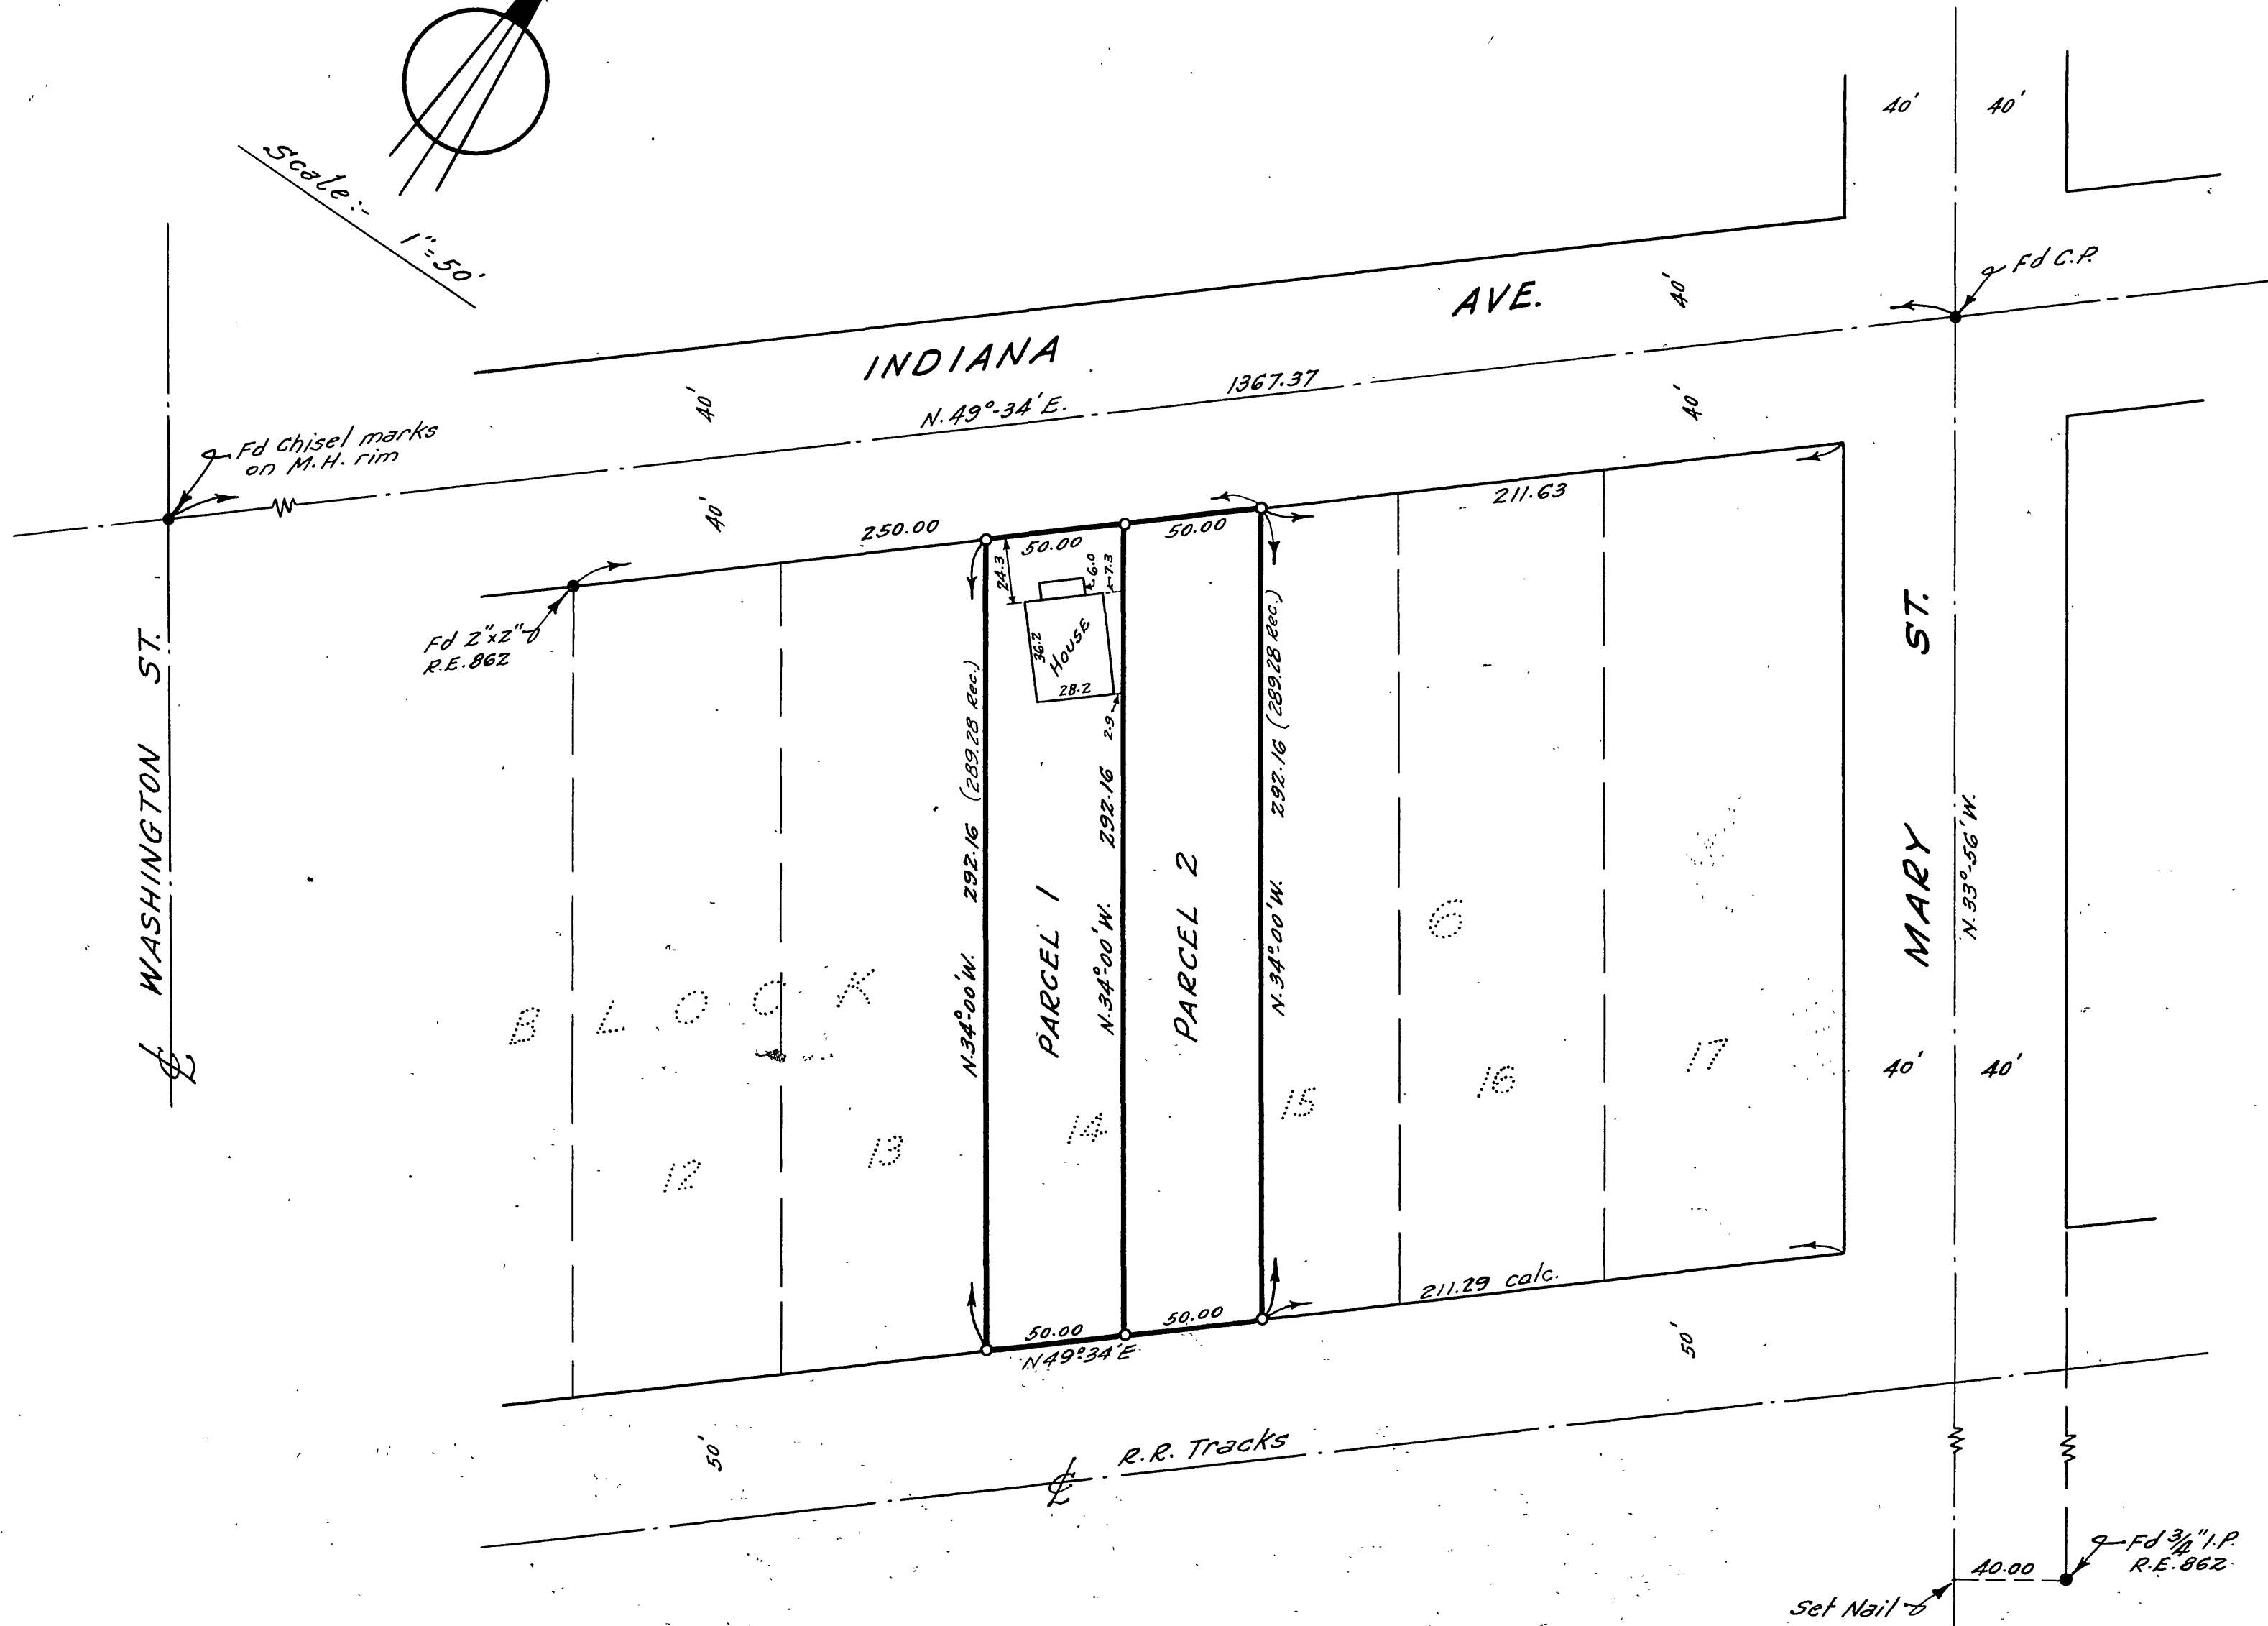 Scale:- 1"=50'
40' 40'
Fd C.P.
INDIANA AVE.
40'
40'
N.49°-34'E. 1367.37
40'
40'
Fd Chisel marks
on M.H. rim
250.00
50.00
50.00
211.63
Fd 2"x2"
R.E.862
24.3
6.0
7.3
36.2
HOUSE
28.2
2.9
℄ WASHINGTON ST.
N.34°-00'W. 292.16 (289.28 Rec.)
PARCEL 1
N.34°-00'W. 292.16
PARCEL 2
N.34°-00'W. 292.16 (289.28 Rec.)
MARY ST.
N.33°-56'W.
BLOCK 6
12
13
14
15
16
17
40' 40'
50.00
50.00
N49°34'E
211.29 calc.
50'
50'
℄ R.R. Tracks
40.00
Fd 3/4" I.P.
R.E.862
Set Nail